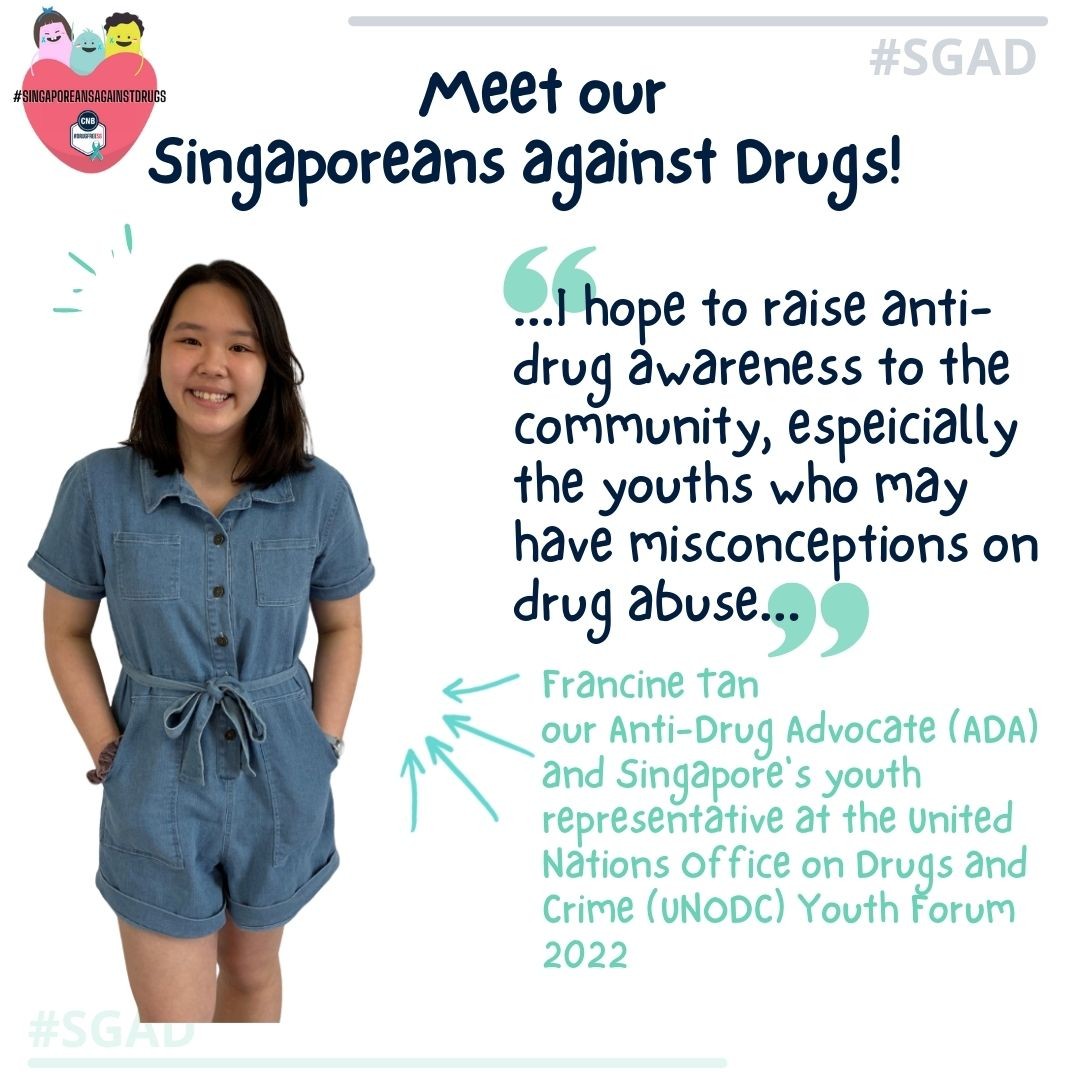 #SGAD
#SINGAPOREANSAGAINSTDRUGS
CNB
#DRUGFREESG
Meet our
Singaporeans against Drugs!
...I hope to raise anti-
drug awareness to the
community, espeicially
the youths who may
have misconceptions on
drug abuse...
Francine Tan
our Anti-Drug Advocate (ADA)
and Singapore's youth
representative at the United
Nations Office on Drugs and
Crime (UNODC) Youth Forum
2022
#SGAD